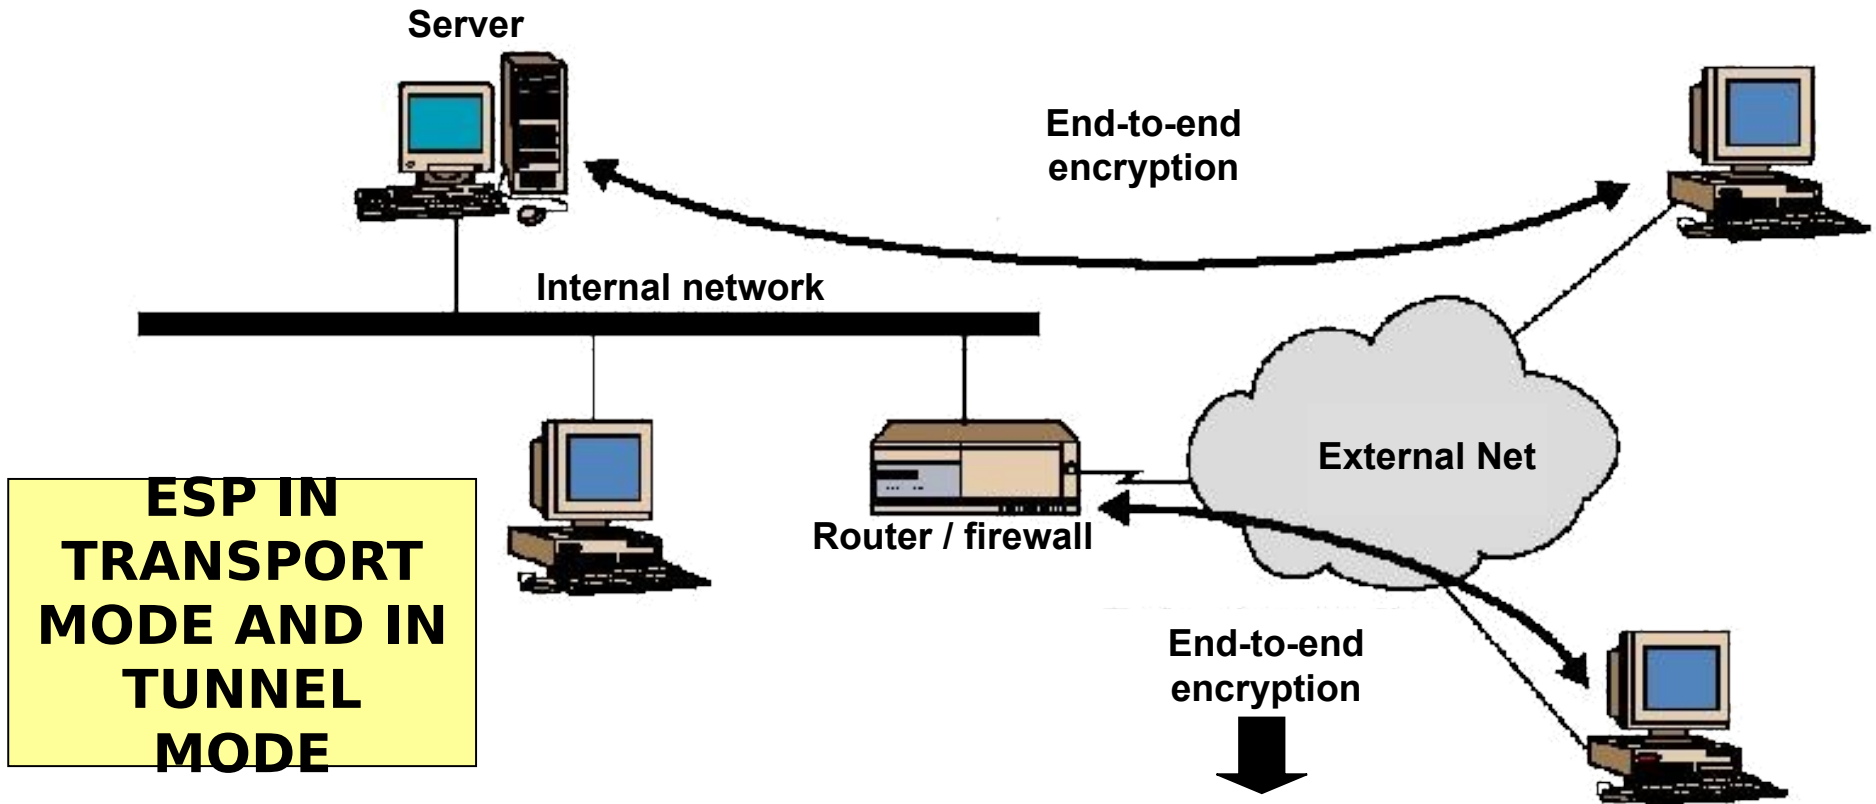 Server
End-to-end
encryption
Internal network
External Net
Router / firewall
ESP IN
TRANSPORT
MODE AND IN
TUNNEL
MODE
End-to-end
encryption